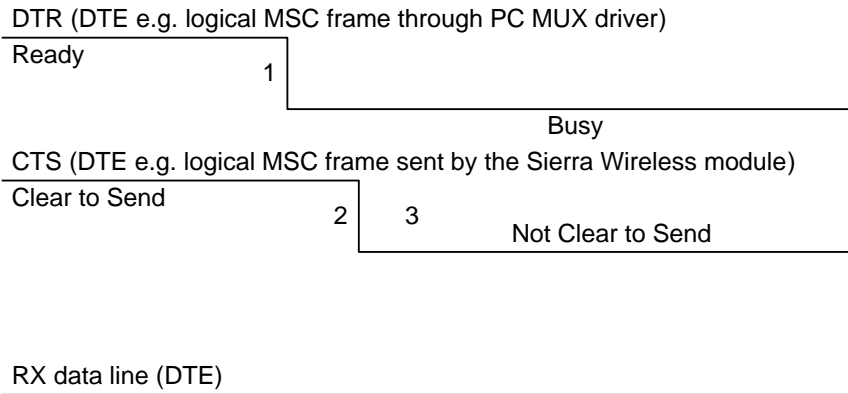 DTR (DTE e.g. logical MSC frame through PC MUX driver)
Ready
1
Busy
CTS (DTE e.g. logical MSC frame sent by the Sierra Wireless module)
Clear to Send
2
3
Not Clear to Send
RX data line (DTE)